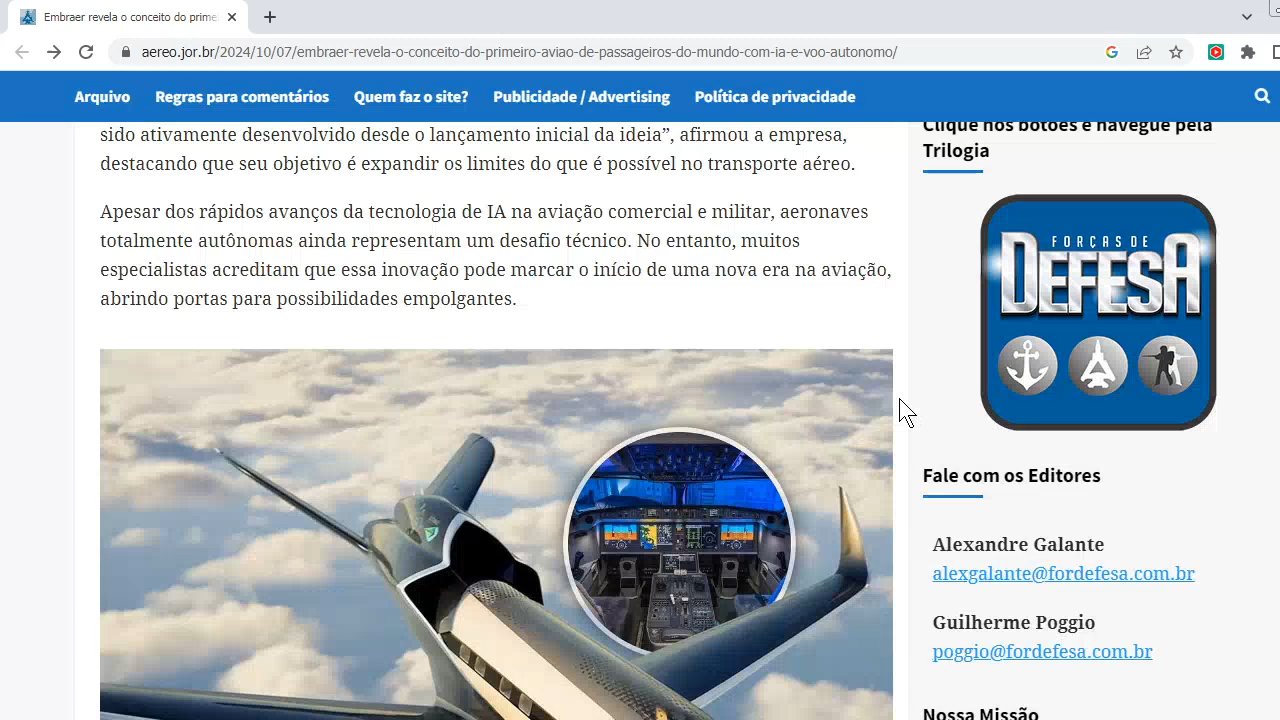 Embraer revela o conceito do prime
aereo.jor.br/2024/10/07/embraer-revela-o-conceito-do-primeiro-aviao-de-passageiros-do-mundo-com-ia-e-voo-autonomo/
Arquivo
Regras para comentários
Quem faz o site?
Publicidade / Advertising
Política de privacidade
sido ativamente desenvolvido desde o lançamento inicial da ideia”, afirmou a empresa,
destacando que seu objetivo é expandir os limites do que é possível no transporte aéreo.
Apesar dos rápidos avanços da tecnologia de IA na aviação comercial e militar, aeronaves
totalmente autônomas ainda representam um desafio técnico. No entanto, muitos
especialistas acreditam que essa inovação pode marcar o início de uma nova era na aviação,
abrindo portas para possibilidades empolgantes.
Clique nos botões e navegue pela
Trilogia
FORÇAS DE
DEFESA
Fale com os Editores
Alexandre Galante
alexgalante@fordefesa.com.br
Guilherme Poggio
poggio@fordefesa.com.br
Nossa Missão